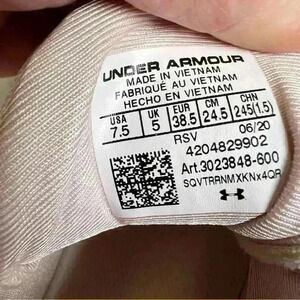 UNDER ARMOUR
MADE IN VIETNAM
FABRIQUÉ AU VIETNAM
HECHO EN VIETNAM
USA UK EUR CM CHN
7.5 5 38.5 24.5 245(1.5)
RSV 06/20
4204829902
Art.3023848-600
SQVTRRNMXKNx4QR